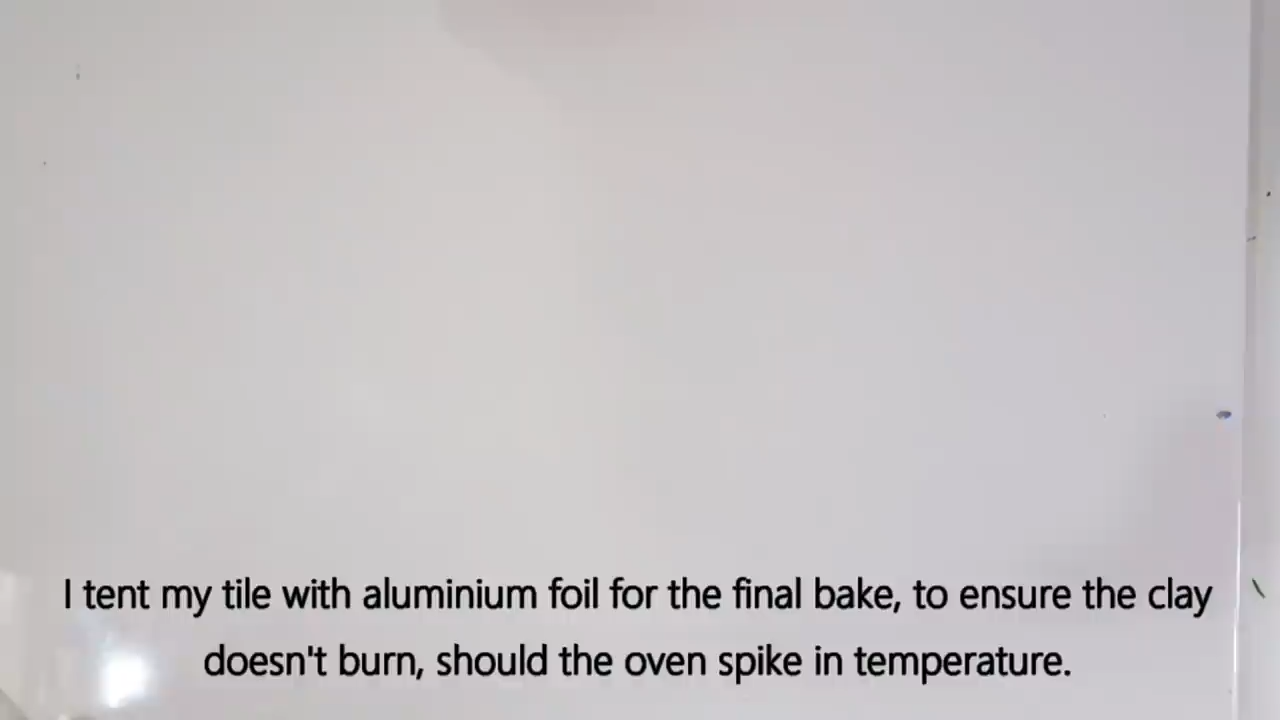 I tent my tile with aluminium foil for the final bake, to ensure the clay
doesn't burn, should the oven spike in temperature.